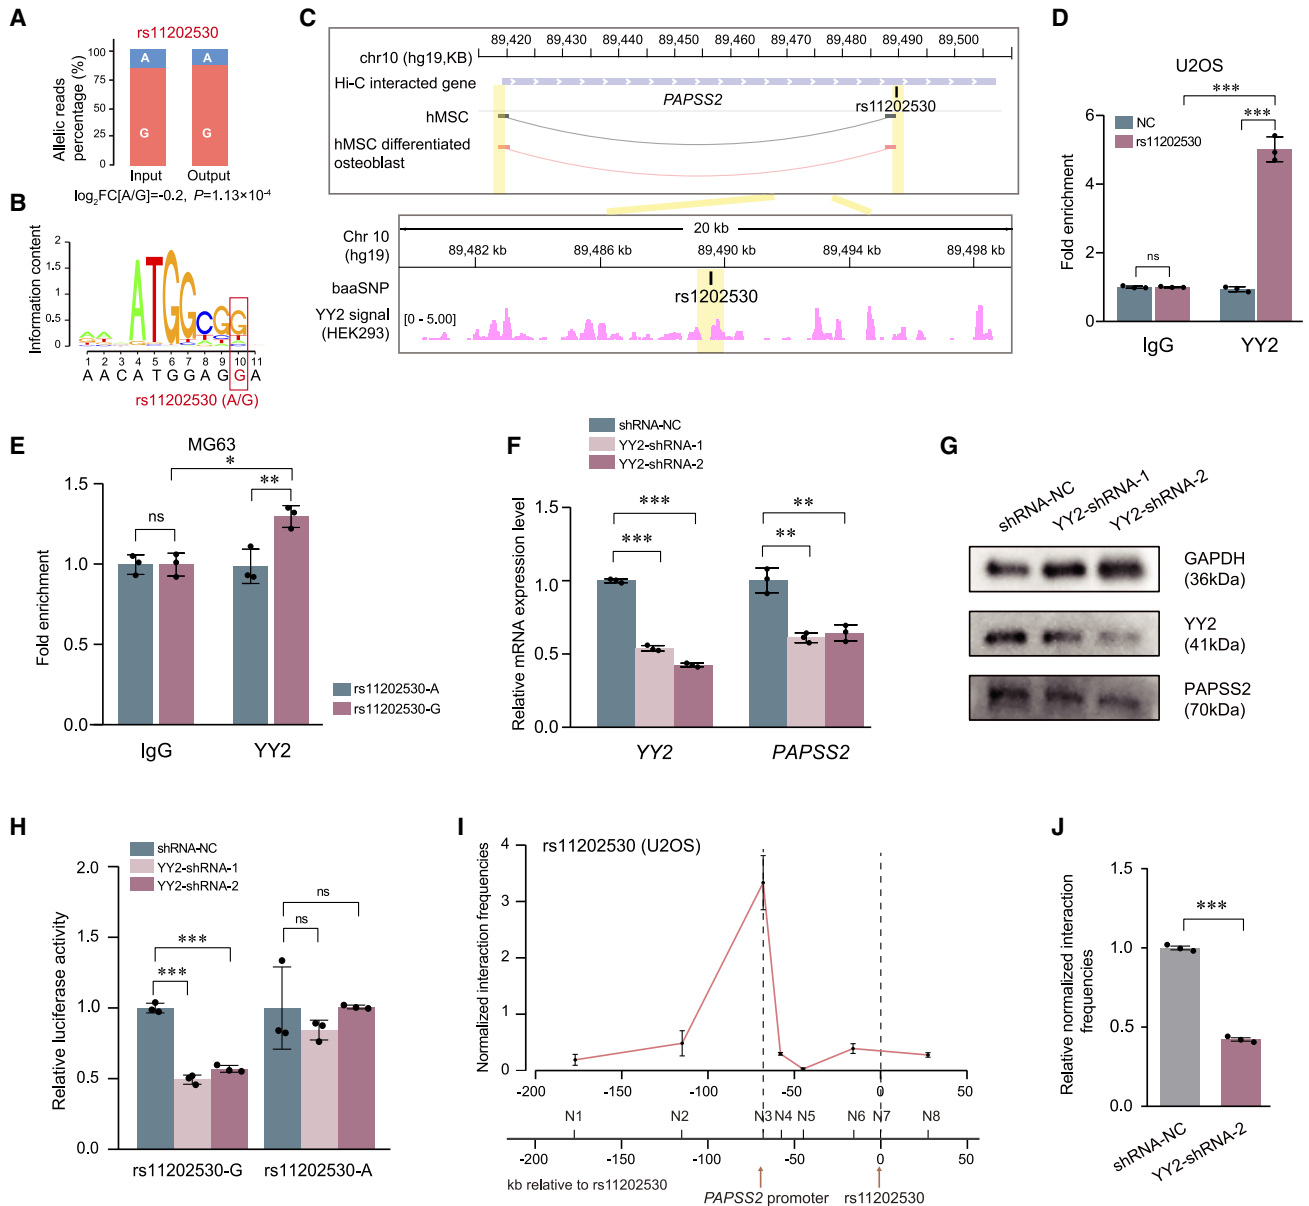 A
rs11202530
Allelic reads
percentage (%)
100
75
50
25
0
A
A
G
G
Input
Output
log2FC[A/G]=-0.2, P=1.13×10-4
B
Information content
2
1.5
1
0.5
0
ATGGCGG
1 2 3 4 5 6 7 8 9 10 11
A A C A T G G A G G A
rs11202530 (A/G)
C
89,420 89,430 89,440 89,450 89,460 89,470 89,480 89,490 89,500
chr10 (hg19,KB)
Hi-C interacted gene
PAPSS2
rs11202530
hMSC
hMSC differentiated
osteoblast
20 kb
Chr 10
(hg19)
89,482 kb 89,486 kb 89,490 kb 89,494 kb 89,498 kb
baaSNP
rs1202530
YY2 signal
(HEK293)
[0 - 5.00]
D
U2OS
***
***
NC
rs11202530
Fold enrichment
6
4
2
0
ns
IgG
YY2
E
MG63
*
**
ns
Fold enrichment
1.5
1.0
0.5
0.0
rs11202530-A
rs11202530-G
IgG
YY2
F
shRNA-NC
YY2-shRNA-1
YY2-shRNA-2
Relative mRNA expression level
1.5
1.0
0.5
0.0
***
***
**
**
YY2
PAPSS2
G
shRNA-NC
YY2-shRNA-1
YY2-shRNA-2
GAPDH
(36kDa)
YY2
(41kDa)
PAPSS2
(70kDa)
H
shRNA-NC
YY2-shRNA-1
YY2-shRNA-2
Relative luciferase activity
2.0
1.5
1.0
0.5
0.0
***
***
ns
ns
rs11202530-G
rs11202530-A
I
rs11202530 (U2OS)
Normalized interaction frequencies
4
3
2
1
0
-200 -150 -100 -50 0 50
N1 N2 N3 N4 N5 N6 N7 N8
-200 -150 -100 -50 0 50
kb relative to rs11202530
PAPSS2 promoter
rs11202530
J
Relative normalized interaction
frequencies
1.5
1.0
0.5
0.0
***
shRNA-NC
YY2-shRNA-2